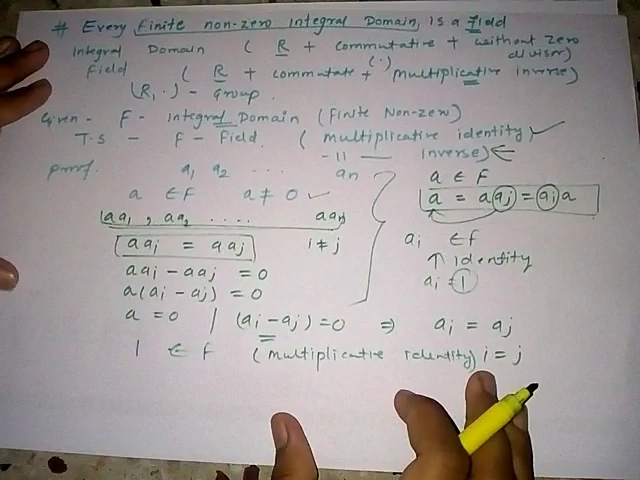 # Every finite non-zero integral Domain, is a field
Integral Domain ( R + commutative + without zero divisor)
field ( R + commutate + (·) multiplicative inverse)
(R, ·) - Group
Given - F - Integral Domain (finite Non-zero)
T.S - F - field. (multiplicative identity) ✓
- 11 — inverse) ←
proof. a1 a2 ... an
a ∈ F a ≠ 0 ✓
aa1, aa2 .... aan
aai = aaj i ≠ j
aai - aaj = 0
a(ai - aj) = 0
a = 0 | (ai - aj) = 0 ⇒ ai = aj
1 ∈ F (multiplicative identity) i = j
a ∈ F
a = aaj = aia
ai ∈ F
↑ identity
ai = 1